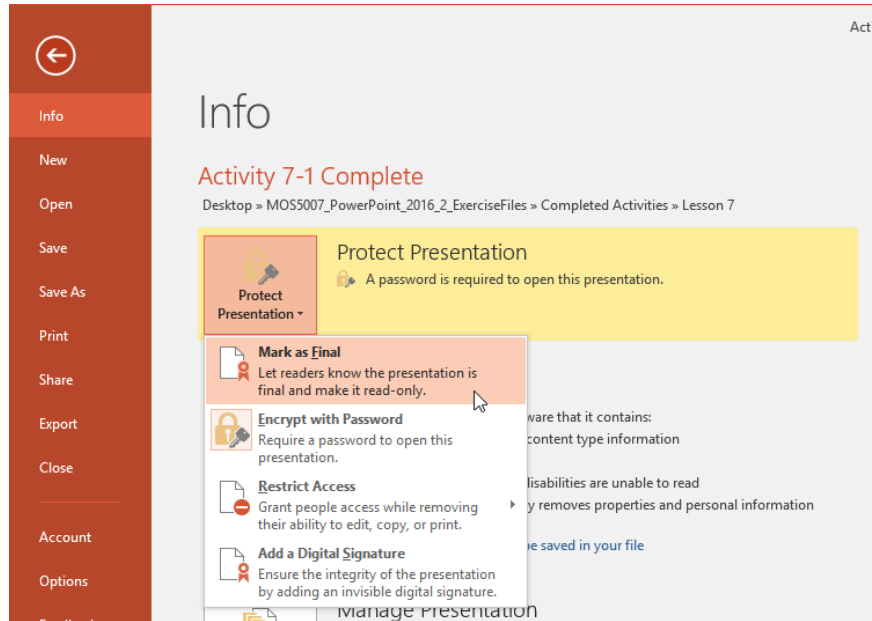 Act
Info
New
Open
Save
Save As
Print
Share
Export
Close
Account
Options
Info
Activity 7-1 Complete
Desktop » MOS5007_PowerPoint_2016_2_ExerciseFiles » Completed Activities » Lesson 7
Protect
Presentation
Protect Presentation
A password is required to open this presentation.
Mark as Final
Let readers know the presentation is
final and make it read-only.
Encrypt with Password
Require a password to open this
presentation.
Restrict Access
Grant people access while removing
their ability to edit, copy, or print.
Add a Digital Signature
Ensure the integrity of the presentation
by adding an invisible digital signature.
ware that it contains:
content type information
disabilities are unable to read
y removes properties and personal information
be saved in your file
Manage Presentation